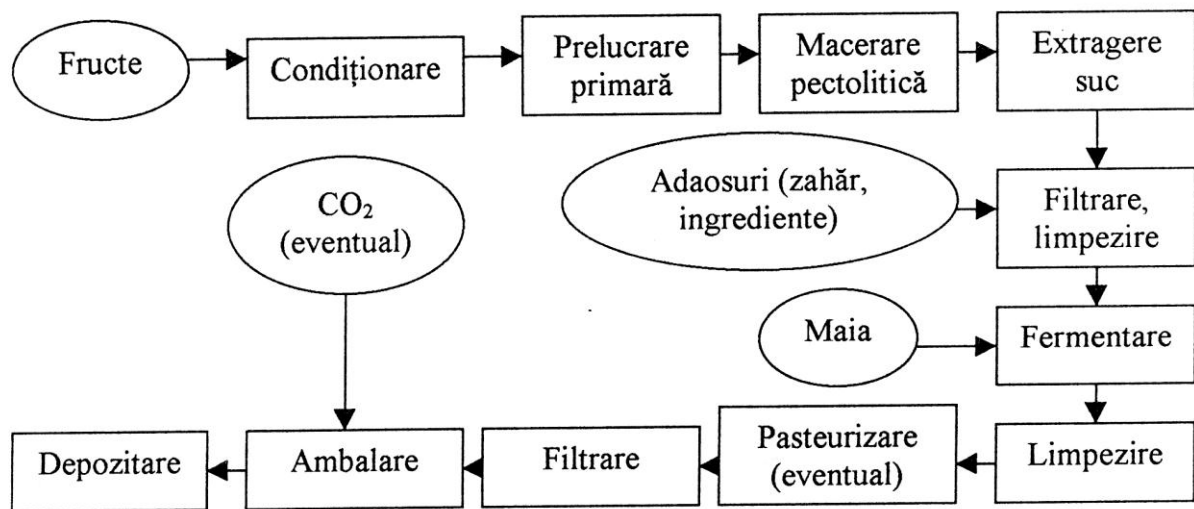 Fructe
Condiționare
Prelucrare
primară
Macerare
pectolitică
Extragere
suc
CO₂
(eventual)
Adaosuri (zahăr,
ingrediente)
Filtrare,
limpezire
Maia
Fermentare
Depozitare
Ambalare
Filtrare
Pasteurizare
(eventual)
Limpezire